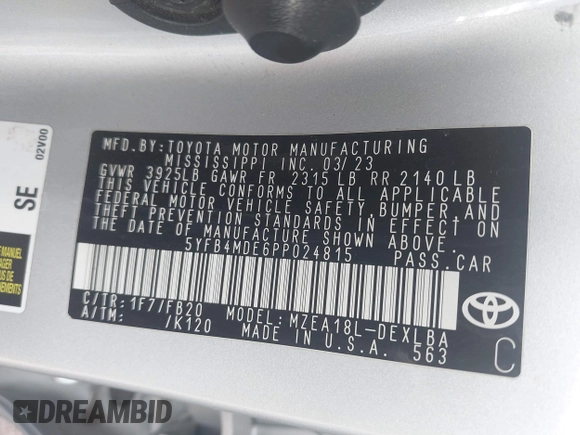 MFD.BY:TOYOTA MOTOR MANUFACTURING
MISSISSIPPI INC. 03/23
GVWR 3925LB GAWR FR 2315LB RR 2140LB
THIS VEHICLE CONFORMS TO ALL APPLICABLE
FEDERAL MOTOR VEHICLE SAFETY,BUMPER,AND
THEFT PREVENTION STANDARDS IN EFFECT ON
THE DATE OF MANUFACTURE SHOWN ABOVE.
5YFB4MDE6PP024815 PASS.CAR
C/TR:1F7/FB20 MODEL:MZEA18L-DEXLBA
A/TM: /K120 MADE IN U.S.A. 563
C
TOYOTA
02V00
SE
MANUEL
DREAMBID